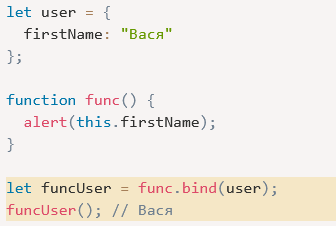 let user = {
  firstName: "Вася"
};
function func() {
  alert(this.firstName);
}
let funcUser = func.bind(user);
funcUser(); // Вася